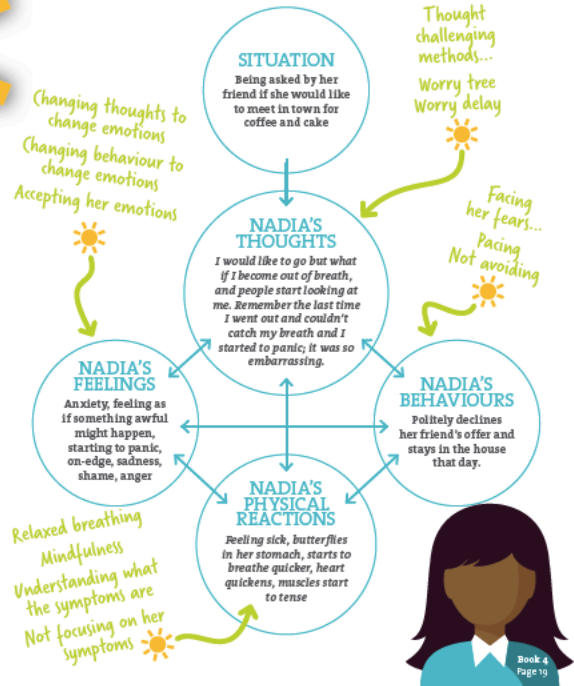 SITUATION
Being asked by her
friend if she would like
to meet in town for
coffee and cake
Thought
challenging
methods...
Worry tree
Worry delay
Changing thoughts to
change emotions
Changing behaviour to
change emotions
Accepting her emotions
NADIA'S
THOUGHTS
I would like to go but what
if I become out of breath,
and people start looking at
me. Remember the last time
I went out and couldn't
catch my breath and I
started to panic; it was so
embarrassing.
Facing
her fears...
Pacing
Not avoiding
NADIA'S
FEELINGS
Anxiety, feeling as
if something awful
might happen,
starting to panic,
on-edge, sadness,
shame, anger
NADIA'S
BEHAVIOURS
Politely declines
her friend's offer and
stays in the house
that day.
NADIA'S
PHYSICAL
REACTIONS
Feeling sick, butterflies
in her stomach, starts to
breathe quicker, heart
quickens, muscles start
to tense
Relaxed breathing
Mindfulness
Understanding what
the symptoms are
Not focusing on her
symptoms
Book 4
Page 19